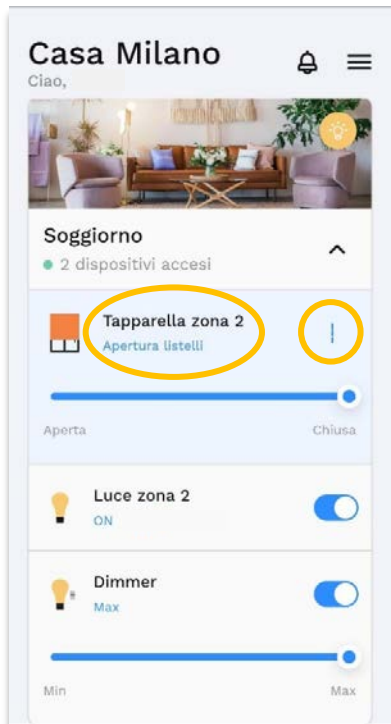 Casa Milano
Ciao,
Soggiorno
2 dispositivi accesi
Tapparella zona 2
Apertura listelli
Aperta Chiusa
Luce zona 2
ON
Dimmer
Max
Min Max